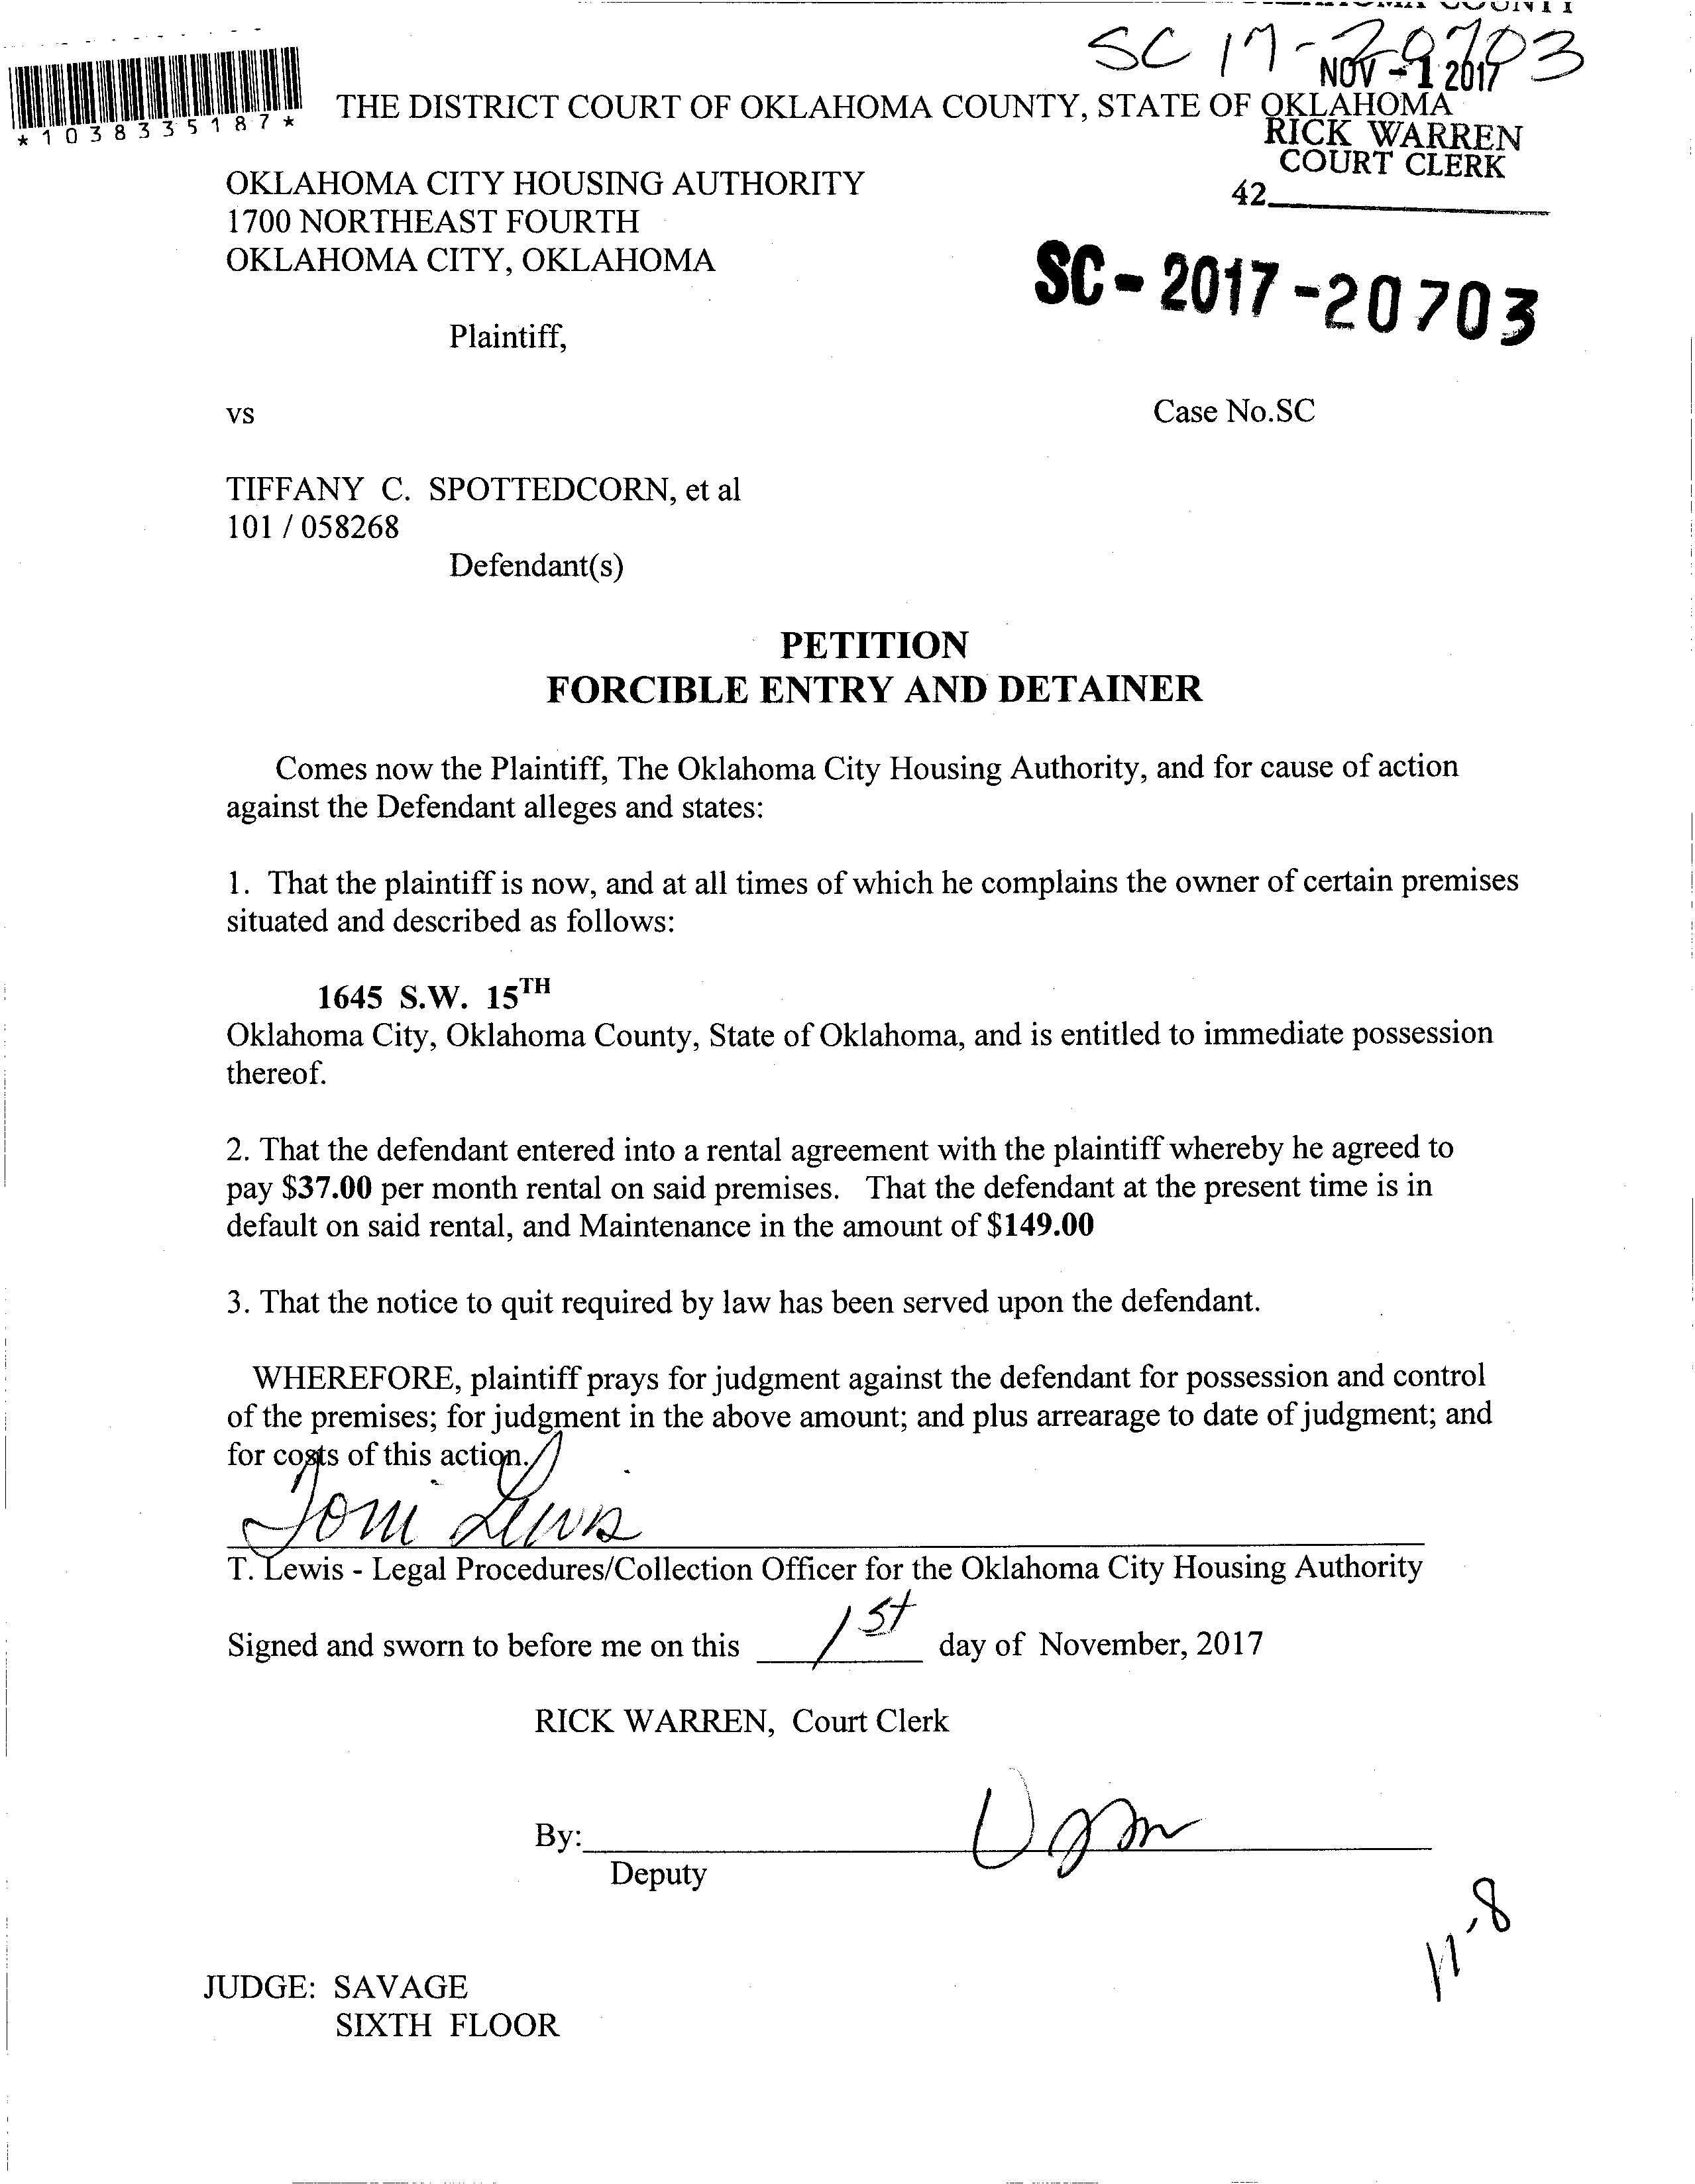 SC 17-20703
NOV -1 2017
*1038335187*
THE DISTRICT COURT OF OKLAHOMA COUNTY, STATE OF OKLAHOMA
RICK WARREN
COURT CLERK
42
OKLAHOMA CITY HOUSING AUTHORITY
1700 NORTHEAST FOURTH
OKLAHOMA CITY, OKLAHOMA
SC-2017-20703
Plaintiff,
vs
Case No.SC
TIFFANY C. SPOTTEDCORN, et al
101 / 058268
Defendant(s)
PETITION
FORCIBLE ENTRY AND DETAINER
Comes now the Plaintiff, The Oklahoma City Housing Authority, and for cause of action
against the Defendant alleges and states:
1. That the plaintiff is now, and at all times of which he complains the owner of certain premises
situated and described as follows:
1645 S.W. 15TH
Oklahoma City, Oklahoma County, State of Oklahoma, and is entitled to immediate possession
thereof.
2. That the defendant entered into a rental agreement with the plaintiff whereby he agreed to
pay $37.00 per month rental on said premises. That the defendant at the present time is in
default on said rental, and Maintenance in the amount of $149.00
3. That the notice to quit required by law has been served upon the defendant.
WHEREFORE, plaintiff prays for judgment against the defendant for possession and control
of the premises; for judgment in the above amount; and plus arrearage to date of judgment; and
for costs of this action.
Toni Lewis
T. Lewis - Legal Procedures/Collection Officer for the Oklahoma City Housing Authority
Signed and sworn to before me on this 1st day of November, 2017
RICK WARREN, Court Clerk
By:
Deputy
11-8
JUDGE: SAVAGE
SIXTH FLOOR